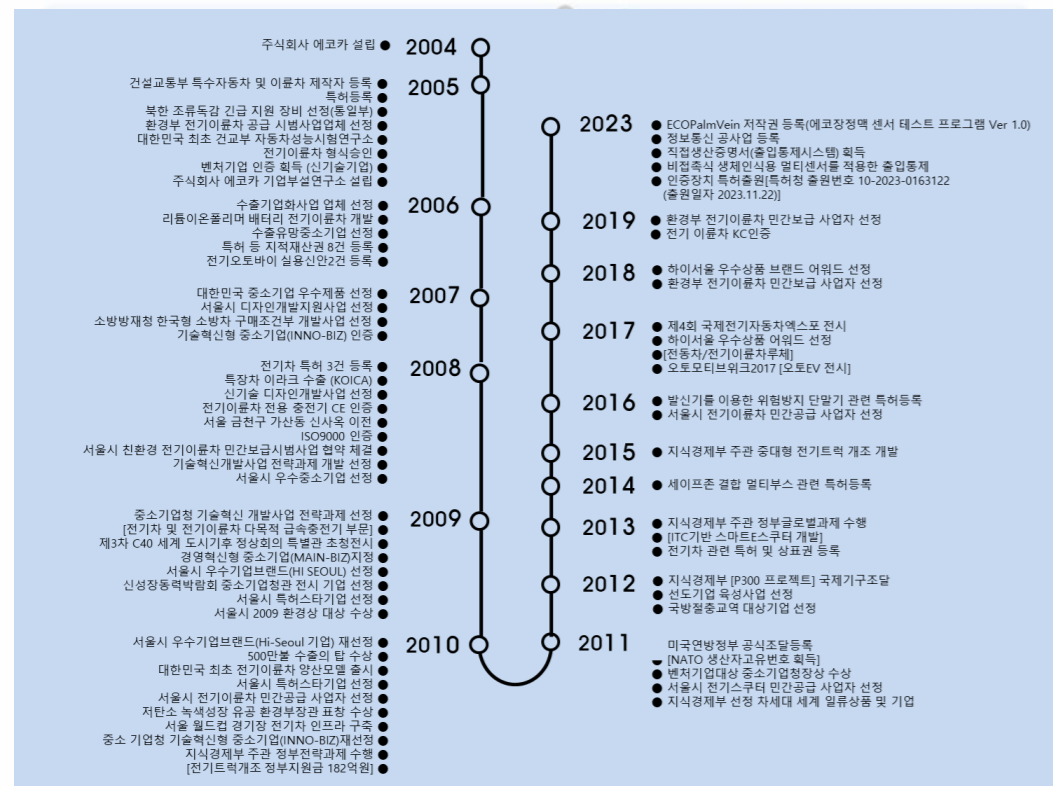 2004
주식회사 에코카 설립
2005
건설교통부 특수자동차 및 이륜차 제작자 등록
특허등록
북한 조류독감 긴급 지원 장비 선정(통일부)
환경부 전기이륜차 공급 시범사업업체 선정
대한민국 최초 건교부 자동차성능시험연구소
전기이륜차 형식승인
벤처기업 인증 획득 (신기술기업)
주식회사 에코카 기업부설연구소 설립
2006
수출기업화사업 업체 선정
리튬이온폴리머 배터리 전기이륜차 개발
수출유망중소기업 선정
특허 등 지적재산권 8건 등록
전기오토바이 실용신안2건 등록
2007
대한민국 중소기업 우수제품 선정
서울시 디자인개발지원사업 선정
소방방재청 한국형 소방차 구매조건부 개발사업 선정
기술혁신형 중소기업(INNO-BIZ) 인증
2008
전기차 특허 3건 등록
특장차 이라크 수출 (KOICA)
신기술 디자인개발사업 선정
전기이륜차 전용 충전기 CE 인증
서울 금천구 가산동 신사옥 이전
ISO9000 인증
서울시 친환경 전기이륜차 민간보급시범사업 협약 체결
기술혁신개발사업 전략과제 개발 선정
서울시 우수중소기업 선정
2009
중소기업청 기술혁신 개발사업 전략과제 선정
[전기차 및 전기이륜차 다목적 급속충전기 부문]
제3차 C40 세계 도시기후 정상회의 특별관 초청전시
경영혁신형 중소기업(MAIN-BIZ)지정
서울시 우수기업브랜드(HI SEOUL) 선정
신성장동력박람회 중소기업청관 전시 기업 선정
서울시 특허스타기업 선정
서울시 2009 환경상 대상 수상
2010
서울시 우수기업브랜드(Hi-Seoul 기업) 재선정
500만불 수출의 탑 수상
대한민국 최초 전기이륜차 양산모델 출시
서울시 특허스타기업 선정
서울시 전기이륜차 민간공급 사업자 선정
저탄소 녹색성장 유공 환경부장관 표창 수상
서울 월드컵 경기장 전기차 인프라 구축
중소 기업청 기술혁신형 중소기업(INNO-BIZ)재선정
지식경제부 주관 정부전략과제 수행
[전기트럭개조 정부지원금 182억원]
2023
ECOPalmVein 저작권 등록(에코장정맥 센서 테스트 프로그램 Ver 1.0)
정보통신 공사업 등록
직접생산증명서(출입통제시스템) 획득
비접촉식 생체인식용 멀티센서를 적용한 출입통제
인증장치 특허출원[특허청 출원번호 10-2023-0163122
(출원일자 2023.11.22)]
2019
환경부 전기이륜차 민간보급 사업자 선정
전기 이륜차 KC인증
2018
하이서울 우수상품 브랜드 어워드 선정
환경부 전기이륜차 민간보급 사업자 선정
2017
제4회 국제전기자동차엑스포 전시
하이서울 우수상품 어워드 선정
[전동차/전기이륜차루체]
오토모티브위크2017 [오토EV 전시]
2016
발신기를 이용한 위험방지 단말기 관련 특허등록
서울시 전기이륜차 민간공급 사업자 선정
2015
지식경제부 주관 중대형 전기트럭 개조 개발
2014
세이프존 결합 멀티부스 관련 특허등록
2013
지식경제부 주관 정부글로벌과제 수행
[ITC기반 스마트E스쿠터 개발]
전기차 관련 특허 및 상표권 등록
2012
지식경제부 [P300 프로젝트] 국제기구조달
선도기업 육성사업 선정
국방절충교역 대상기업 선정
2011
미국연방정부 공식조달등록
[NATO 생산자고유번호 획득]
벤처기업대상 중소기업청장상 수상
서울시 전기스쿠터 민간공급 사업자 선정
지식경제부 선정 차세대 세계 일류상품 및 기업